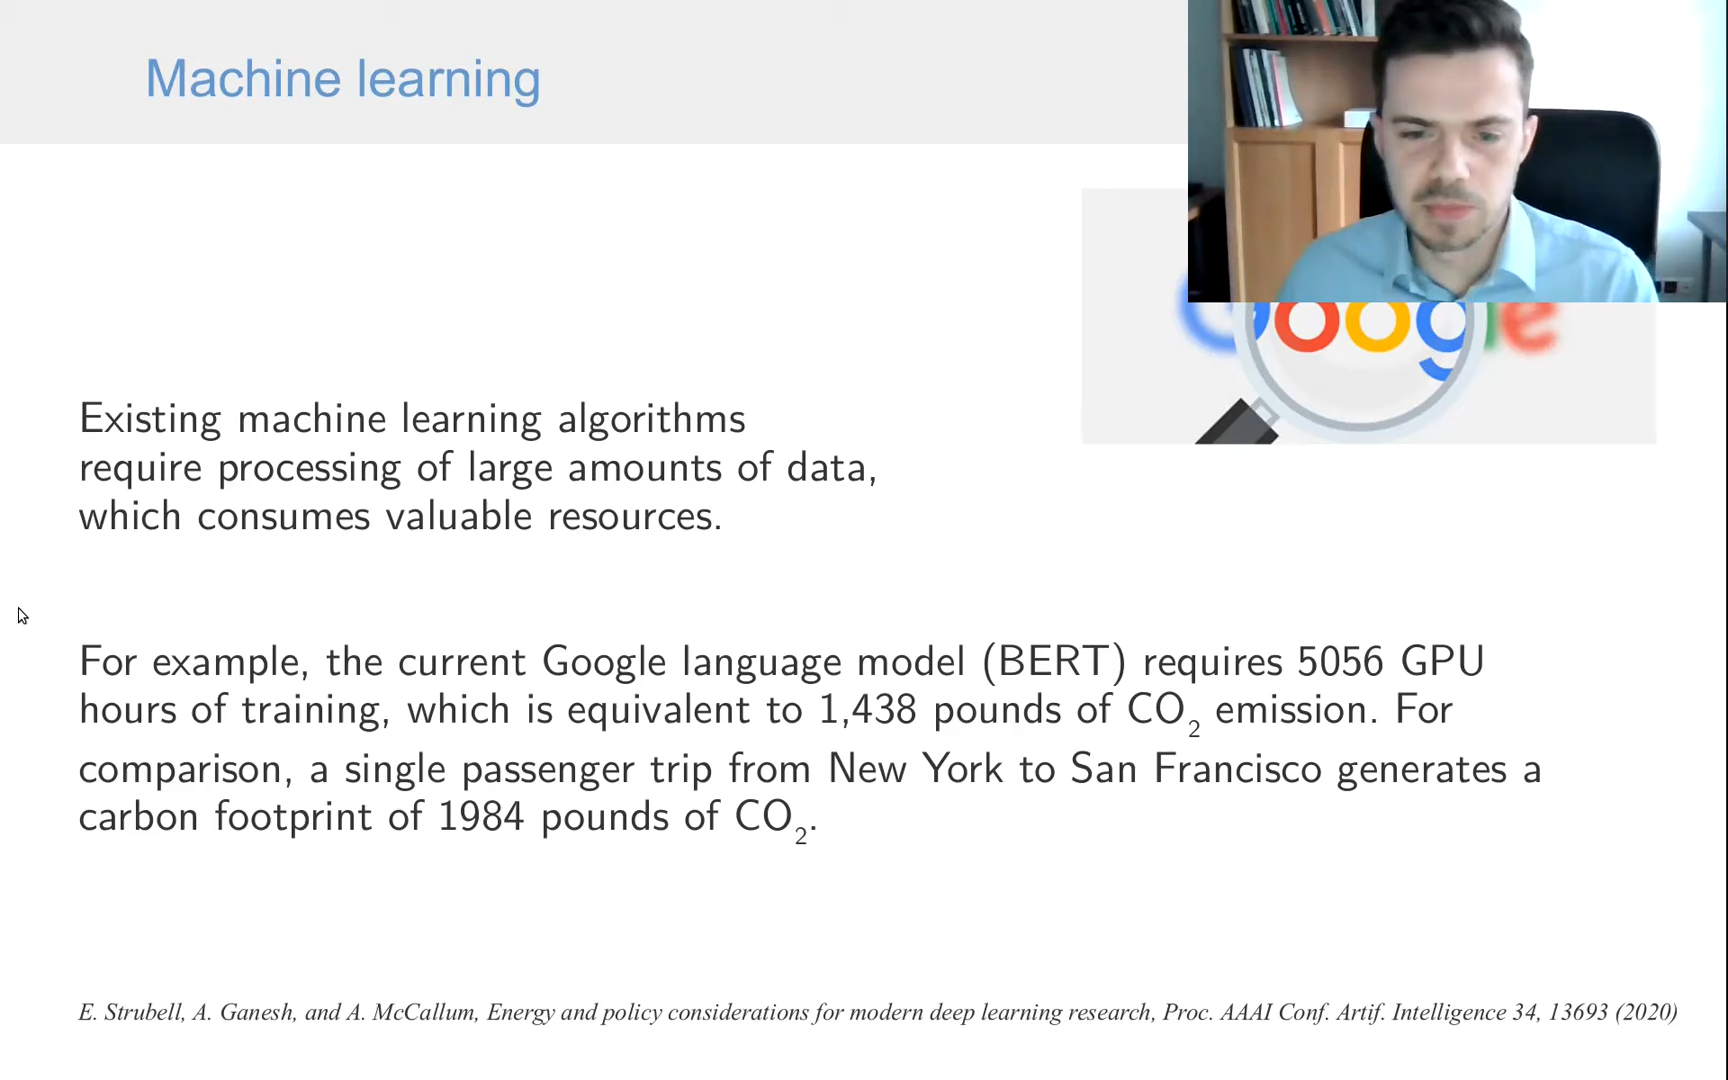 Machine learning
Google
Existing machine learning algorithms
require processing of large amounts of data,
which consumes valuable resources.
For example, the current Google language model (BERT) requires 5056 GPU
hours of training, which is equivalent to 1,438 pounds of CO₂ emission. For
comparison, a single passenger trip from New York to San Francisco generates a
carbon footprint of 1984 pounds of CO₂.
E. Strubell, A. Ganesh, and A. McCallum, Energy and policy considerations for modern deep learning research, Proc. AAAI Conf. Artif. Intelligence 34, 13693 (2020)